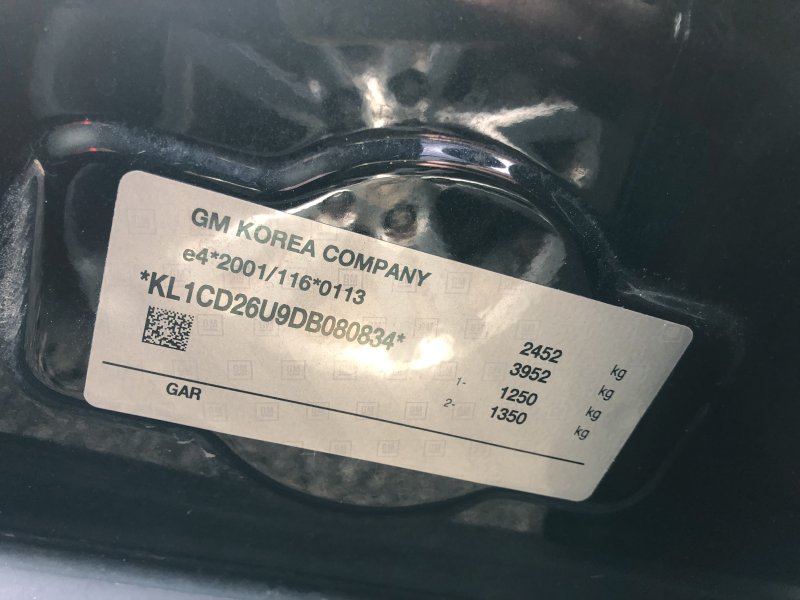 GM KOREA COMPANY
e4*2001/116*0113
*KL1CD26U9DB080834*
2452 kg
3952 kg
1- 1250 kg
2- 1350 kg
GAR